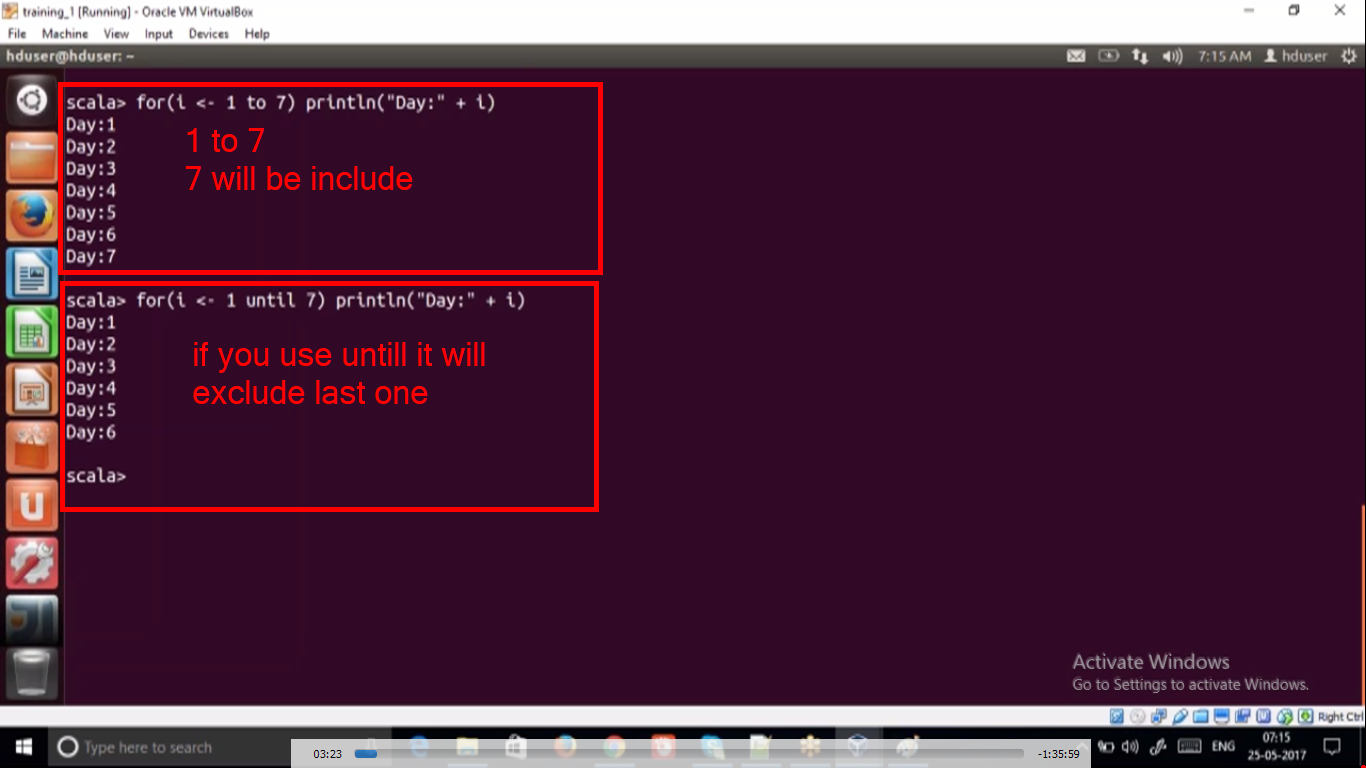 training_1 [Running] - Oracle VM VirtualBox
File Machine View Input Devices Help
hduser@hduser: ~ 7:15 AM hduser
scala> for(i <- 1 to 7) println("Day:" + i)
Day:1
1 to 7
Day:2
Day:3
7 will be include
Day:4
Day:5
Day:6
Day:7
scala> for(i <- 1 until 7) println("Day:" + i)
Day:1
Day:2
if you use untill it will
Day:3
Day:4
exclude last one
Day:5
Day:6
scala>
Activate Windows
Go to Settings to activate Windows.
Right Ctrl
Type here to search
03:23
-1:35:59
ENG
07:15
25-05-2017